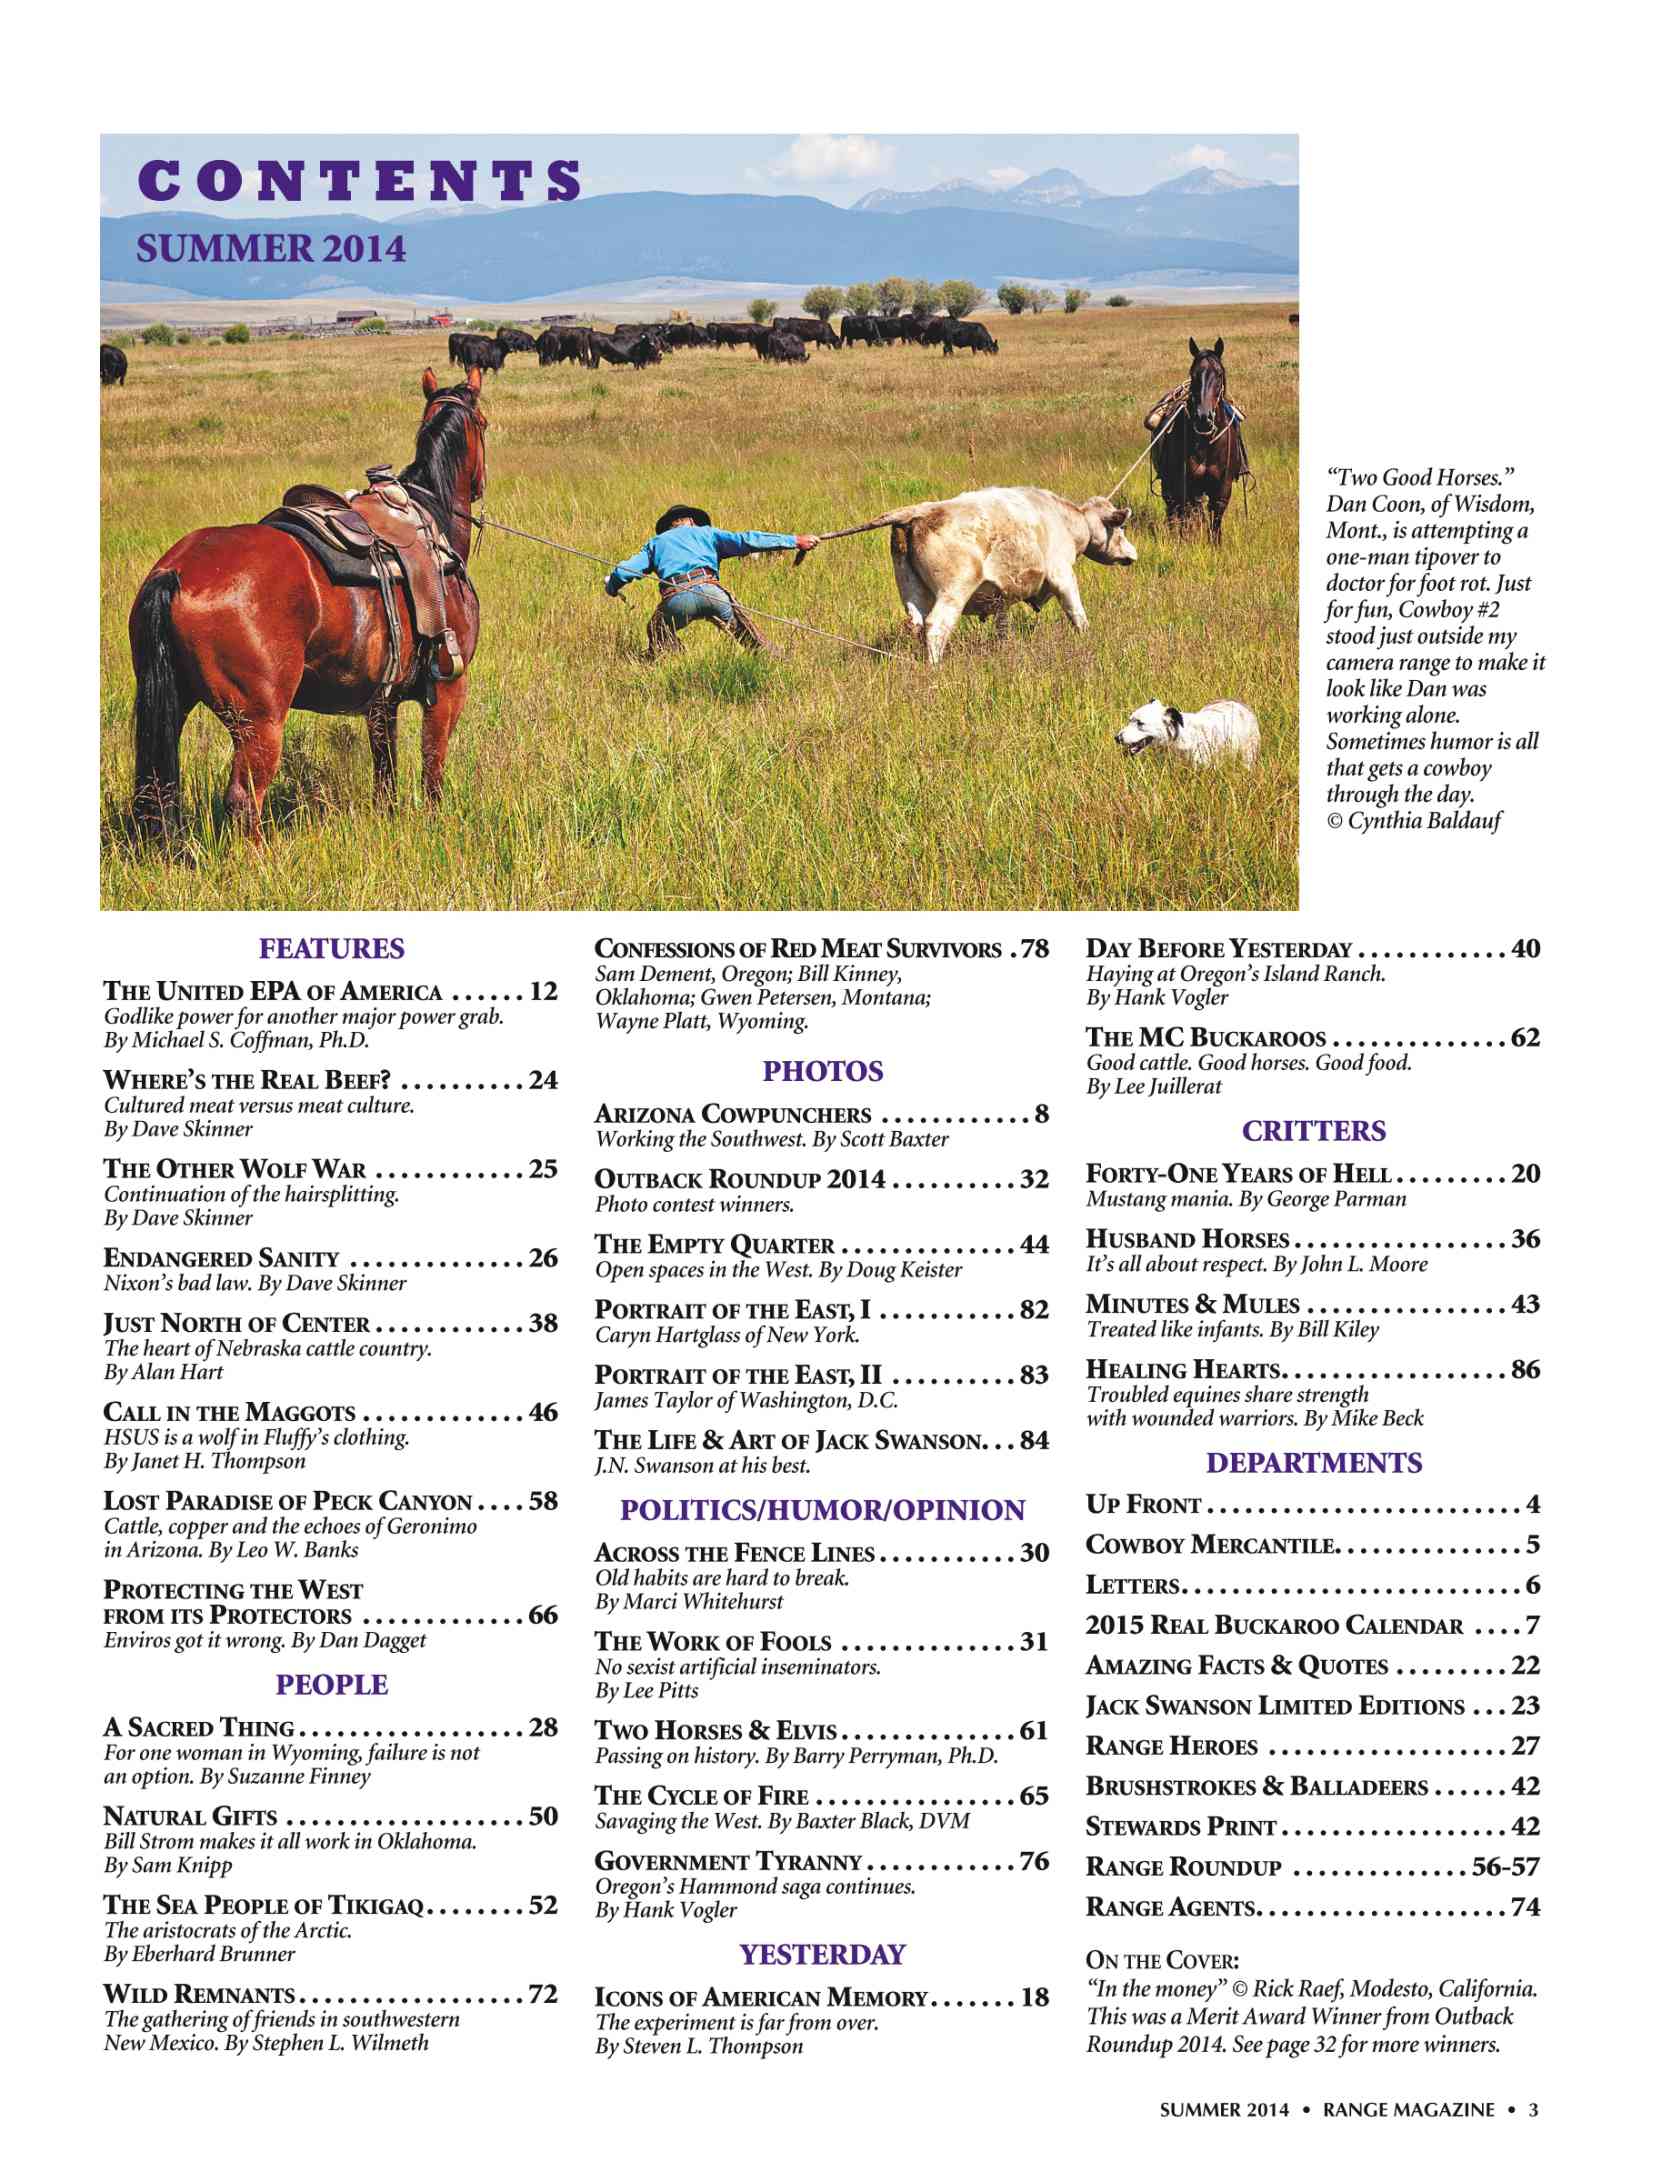 CONTENTS
SUMMER 2014
“Two Good Horses.”
Dan Coon, of Wisdom,
Mont., is attempting a
one-man tipover to
doctor for foot rot. Just
for fun, Cowboy #2
stood just outside my
camera range to make it
look like Dan was
working alone.
Sometimes humor is all
that gets a cowboy
through the day.
© Cynthia Baldauf
FEATURES
THE UNITED EPA OF AMERICA ...... 12
Godlike power for another major power grab.
By Michael S. Coffman, Ph.D.
WHERE’S THE REAL BEEF? .......... 24
Cultured meat versus meat culture.
By Dave Skinner
THE OTHER WOLF WAR ............ 25
Continuation of the hairsplitting.
By Dave Skinner
ENDANGERED SANITY .............. 26
Nixon’s bad law. By Dave Skinner
JUST NORTH OF CENTER ............ 38
The heart of Nebraska cattle country.
By Alan Hart
CALL IN THE MAGGOTS ............. 46
HSUS is a wolf in Fluffy’s clothing.
By Janet H. Thompson
LOST PARADISE OF PECK CANYON .... 58
Cattle, copper and the echoes of Geronimo
in Arizona. By Leo W. Banks
PROTECTING THE WEST
FROM ITS PROTECTORS ............. 66
Enviros got it wrong. By Dan Dagget
PEOPLE
A SACRED THING .................. 28
For one woman in Wyoming, failure is not
an option. By Suzanne Finney
NATURAL GIFTS ................... 50
Bill Strom makes it all work in Oklahoma.
By Sam Knipp
THE SEA PEOPLE OF TIKIGAQ ........ 52
The aristocrats of the Arctic.
By Eberhard Brunner
WILD REMNANTS .................. 72
The gathering of friends in southwestern
New Mexico. By Stephen L. Wilmeth
CONFESSIONS OF RED MEAT SURVIVORS . 78
Sam Dement, Oregon; Bill Kinney,
Oklahoma; Gwen Petersen, Montana;
Wayne Platt, Wyoming.
PHOTOS
ARIZONA COWPUNCHERS ............ 8
Working the Southwest. By Scott Baxter
OUTBACK ROUNDUP 2014 .......... 32
Photo contest winners.
THE EMPTY QUARTER .............. 44
Open spaces in the West. By Doug Keister
PORTRAIT OF THE EAST, I ........... 82
Caryn Hartglass of New York.
PORTRAIT OF THE EAST, II .......... 83
James Taylor of Washington, D.C.
THE LIFE & ART OF JACK SWANSON... 84
J.N. Swanson at his best.
POLITICS/HUMOR/OPINION
ACROSS THE FENCE LINES ........... 30
Old habits are hard to break.
By Marci Whitehurst
THE WORK OF FOOLS .............. 31
No sexist artificial inseminators.
By Lee Pitts
TWO HORSES & ELVIS .............. 61
Passing on history. By Barry Perryman, Ph.D.
THE CYCLE OF FIRE ................ 65
Savaging the West. By Baxter Black, DVM
GOVERNMENT TYRANNY ............ 76
Oregon’s Hammond saga continues.
By Hank Vogler
YESTERDAY
ICONS OF AMERICAN MEMORY ....... 18
The experiment is far from over.
By Steven L. Thompson
DAY BEFORE YESTERDAY ............ 40
Haying at Oregon’s Island Ranch.
By Hank Vogler
THE MC BUCKAROOS .............. 62
Good cattle. Good horses. Good food.
By Lee Juillerat
CRITTERS
FORTY-ONE YEARS OF HELL ......... 20
Mustang mania. By George Parman
HUSBAND HORSES ................. 36
It’s all about respect. By John L. Moore
MINUTES & MULES ................ 43
Treated like infants. By Bill Kiley
HEALING HEARTS .................. 86
Troubled equines share strength
with wounded warriors. By Mike Beck
DEPARTMENTS
UP FRONT ......................... 4
COWBOY MERCANTILE ............... 5
LETTERS ........................... 6
2015 REAL BUCKAROO CALENDAR .... 7
AMAZING FACTS & QUOTES ......... 22
JACK SWANSON LIMITED EDITIONS ... 23
RANGE HEROES ................... 27
BRUSHSTROKES & BALLADEERS ...... 42
STEWARDS PRINT .................. 42
RANGE ROUNDUP .............. 56-57
RANGE AGENTS .................... 74
ON THE COVER:
“In the money” © Rick Raef, Modesto, California.
This was a Merit Award Winner from Outback
Roundup 2014. See page 32 for more winners.
SUMMER 2014 • RANGE MAGAZINE • 3